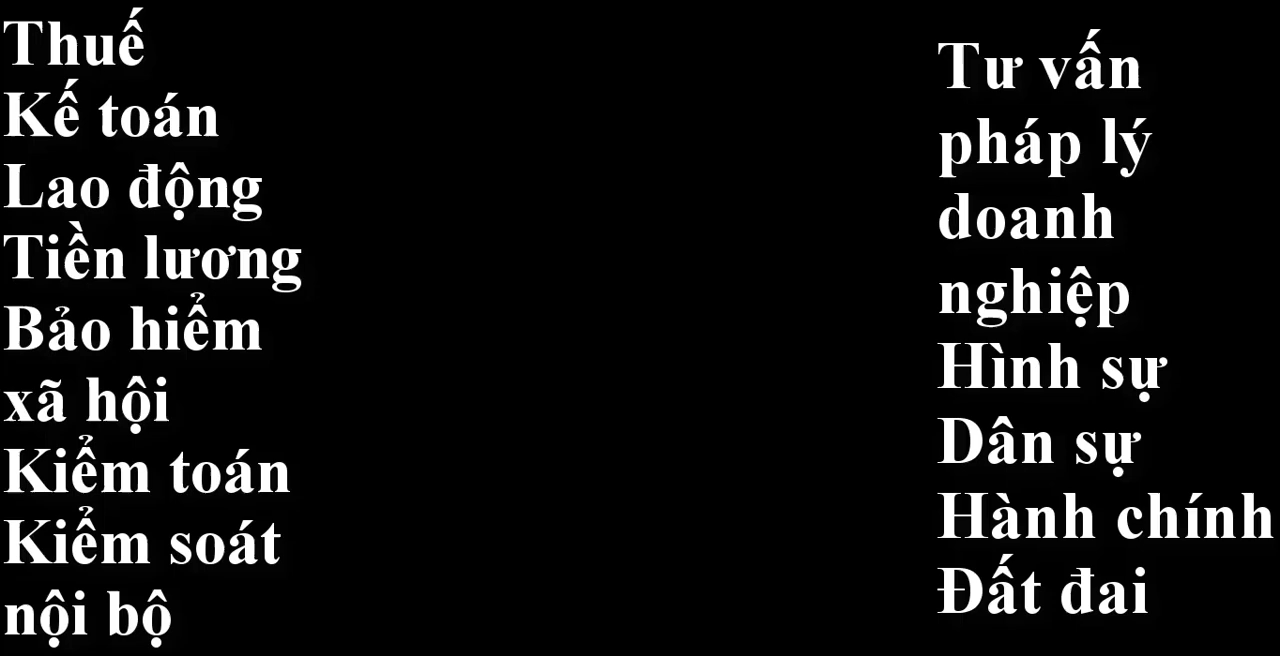 Thuế
Kế toán
Lao động
Tiền lương
Bảo hiểm
xã hội
Kiểm toán
Kiểm soát
nội bộ
Tư vấn
pháp lý
doanh
nghiệp
Hình sự
Dân sự
Hành chính
Đất đai